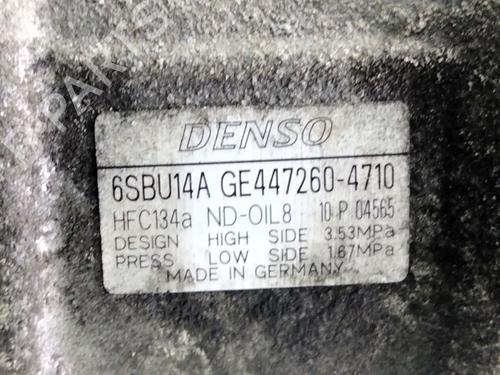 DENSO
6SBU14A GE447260-4710
HFC134a ND-OIL8 10 P 04565
DESIGN HIGH SIDE 3.53MPa
PRESS LOW SIDE 1.67MPa
MADE IN GERMANY